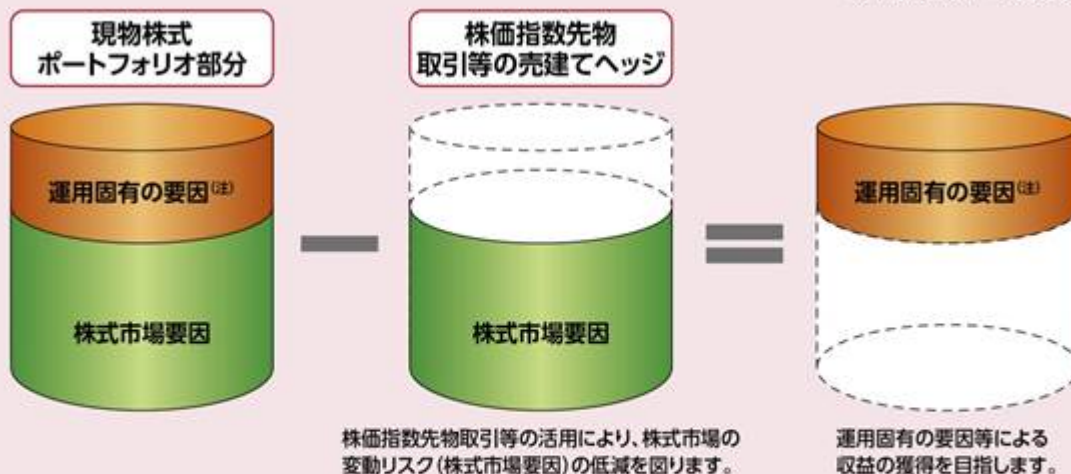 現物株式
ポートフォリオ部分
株価指数先物
取引等の売建てヘッジ
運用固有の要因(注)
運用固有の要因(注)
株式市場要因
株式市場要因
株価指数先物取引等の活用により、株式市場の
変動リスク(株式市場要因)の低減を図ります。
運用固有の要因等による
収益の獲得を目指します。